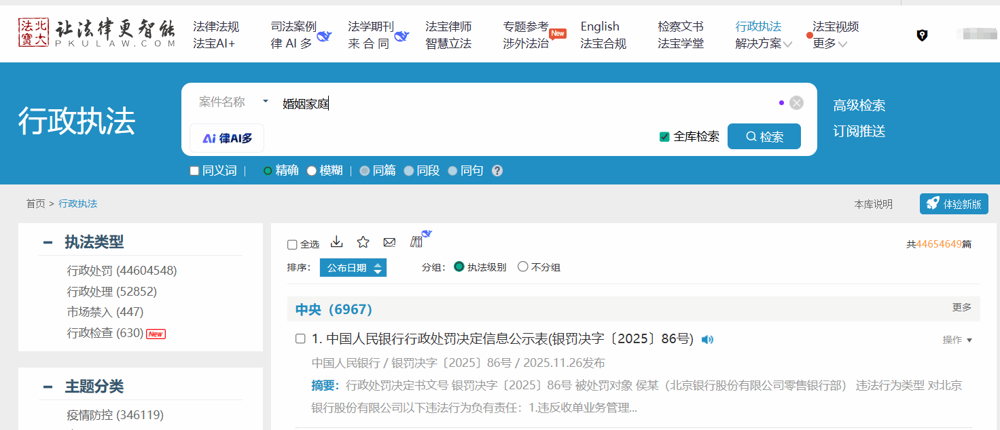 法北
寶大
让法律更智能
PKULAW.COM
法律法规 司法案例 法学期刊 法宝律师 专题参考 English 检察文书 行政执法 法宝视频
法宝AI+ 律 AI 多 来 合 同 智慧立法 涉外法治 New 法宝合规 法宝学堂 解决方案 更多
行政执法
案件名称 婚姻家庭
高级检索
Ai 律AI多 全库检索 检索
订阅推送
同义词 | 精确 模糊 | 同篇 同段 同句 ?
首页 > 行政执法
本库说明 体验新版
执法类型
行政处罚 (44604548)
行政处理 (52852)
市场禁入 (447)
行政检查 (630) New
主题分类
疫情防控 (346119)
全选
共44654649篇
排序： 公布日期 分组： 执法级别 不分组
中央（6967） 更多
1. 中国人民银行行政处罚决定信息公示表(银罚决字〔2025〕86号) 操作
中国人民银行 / 银罚决字〔2025〕86号 / 2025.11.26发布
摘要：行政处罚决定书文号 银罚决字〔2025〕86号 被处罚对象 侯某（北京银行股份有限公司零售银行部） 违法行为类型 对北京
银行股份有限公司以下违法行为负有责任：1.违反收单业务管理...